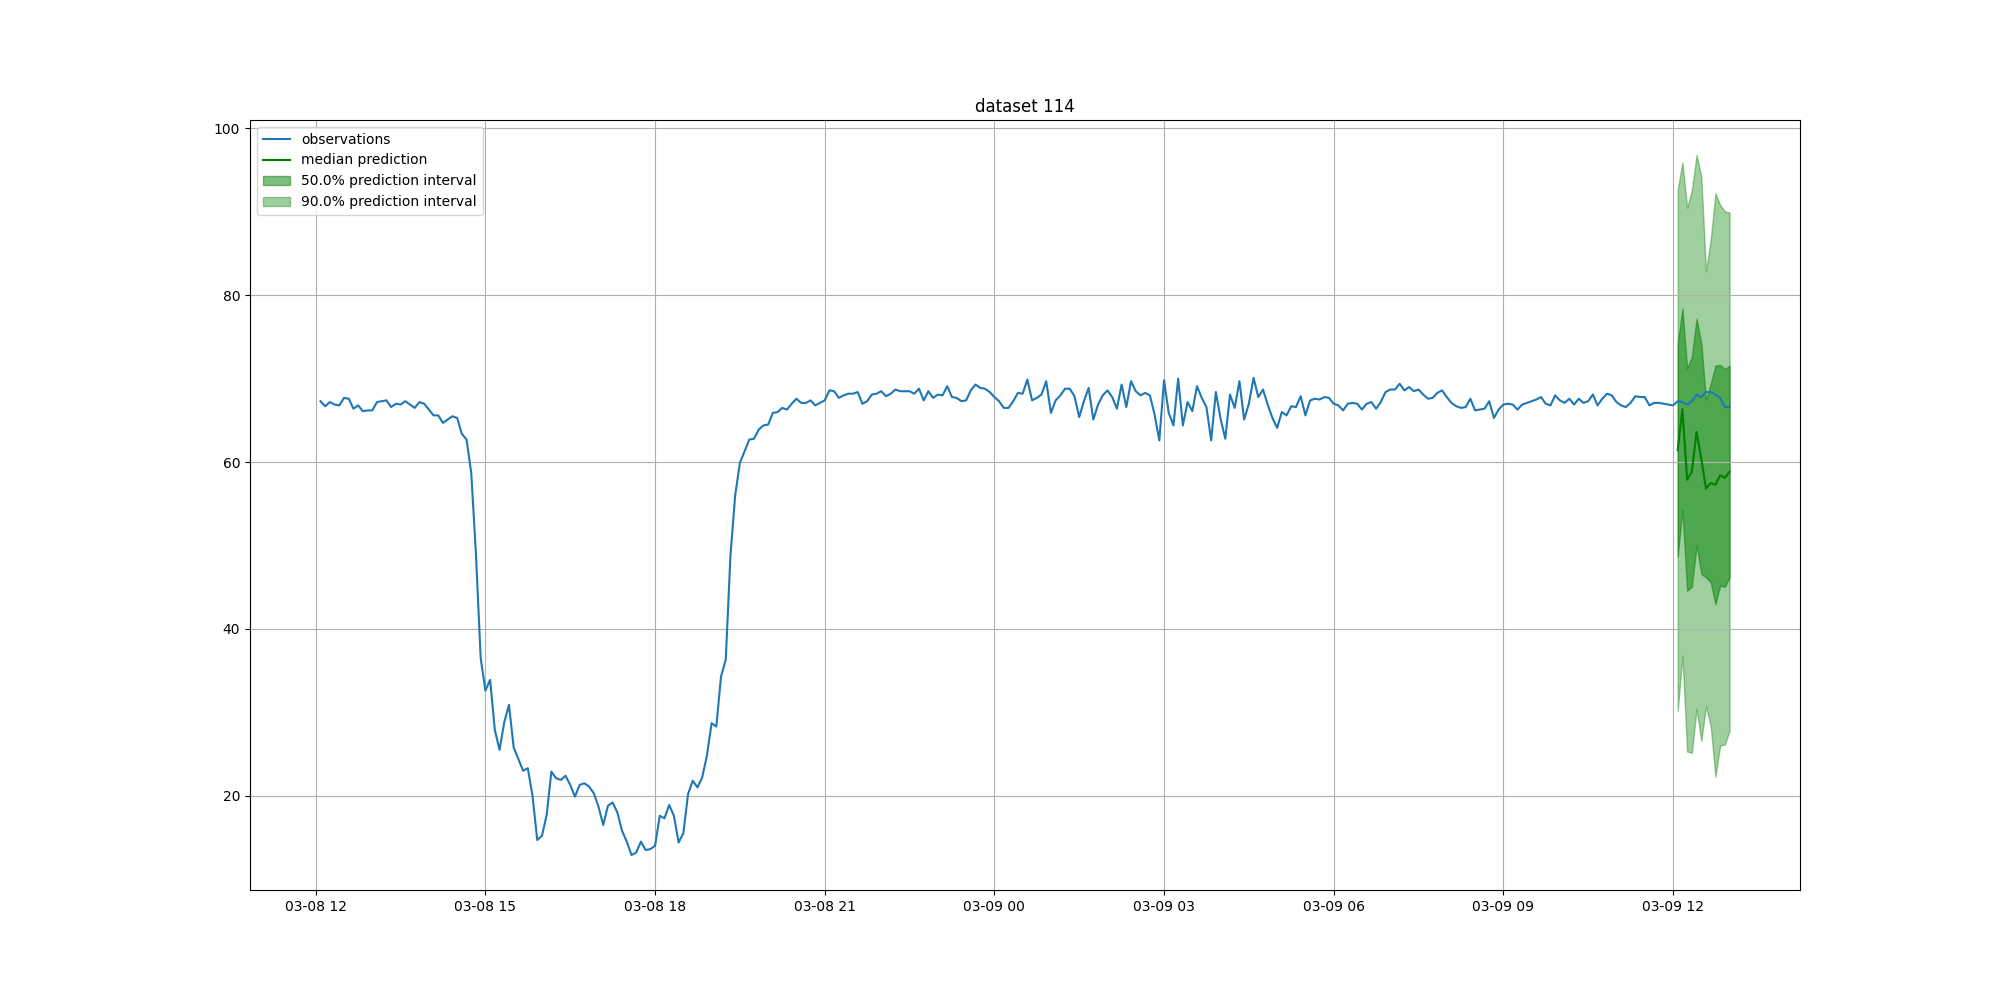 dataset 114
100
80
60
40
20
observations
median prediction
50.0% prediction interval
90.0% prediction interval
03-08 12
03-08 15
03-08 18
03-08 21
03-09 00
03-09 03
03-09 06
03-09 09
03-09 12